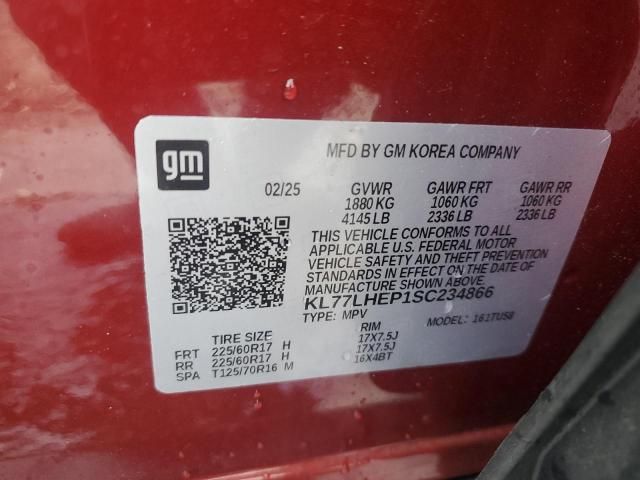 gm
MFD BY GM KOREA COMPANY
02/25 GVWR GAWR FRT GAWR RR
1880 KG 1060 KG 1060 KG
4145 LB 2336 LB 2336 LB
THIS VEHICLE CONFORMS TO ALL
APPLICABLE U.S. FEDERAL MOTOR
VEHICLE SAFETY AND THEFT PREVENTION
STANDARDS IN EFFECT ON THE DATE OF
MANUFACTURE SHOWN ABOVE.
KL77LHEP1SC234866
TYPE: MPV MODEL: 161TU58
TIRE SIZE RIM
FRT 225/60R17 H 17X7.5J
RR 225/60R17 H 17X7.5J
SPA T125/70R16 M 16X4BT